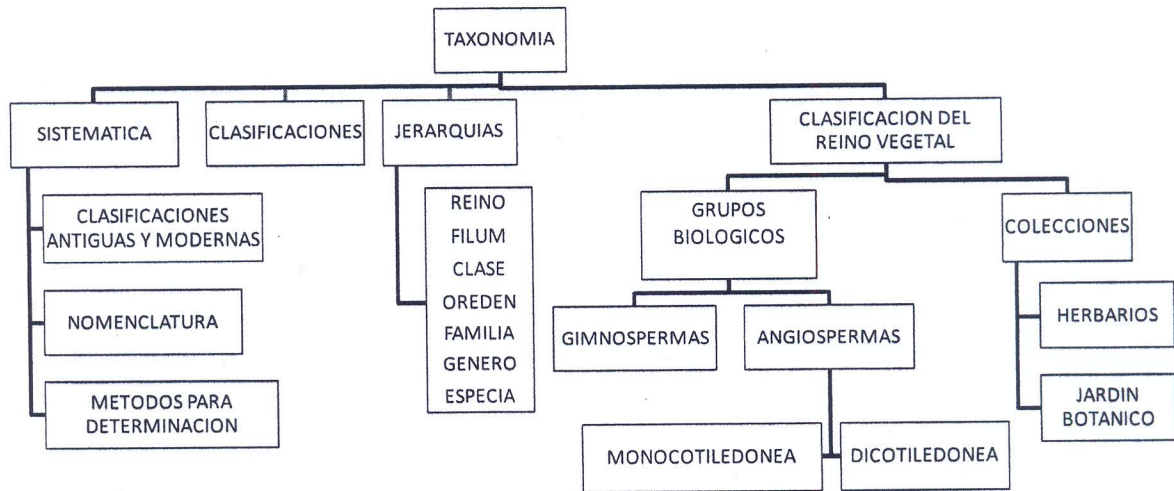 TAXONOMIA
SISTEMATICA
CLASIFICACIONES
JERARQUIAS
CLASIFICACION DEL
REINO VEGETAL
CLASIFICACIONES
ANTIGUAS Y MODERNAS
NOMENCLATURA
METODOS PARA
DETERMINACION
REINO
FILUM
CLASE
OREDEN
FAMILIA
GENERO
ESPECIA
GRUPOS
BIOLOGICOS
COLECCIONES
GIMNOSPERMAS
ANGIOSPERMAS
HERBARIOS
JARDIN
BOTANICO
MONOCOTILEDONEA
DICOTILEDONEA